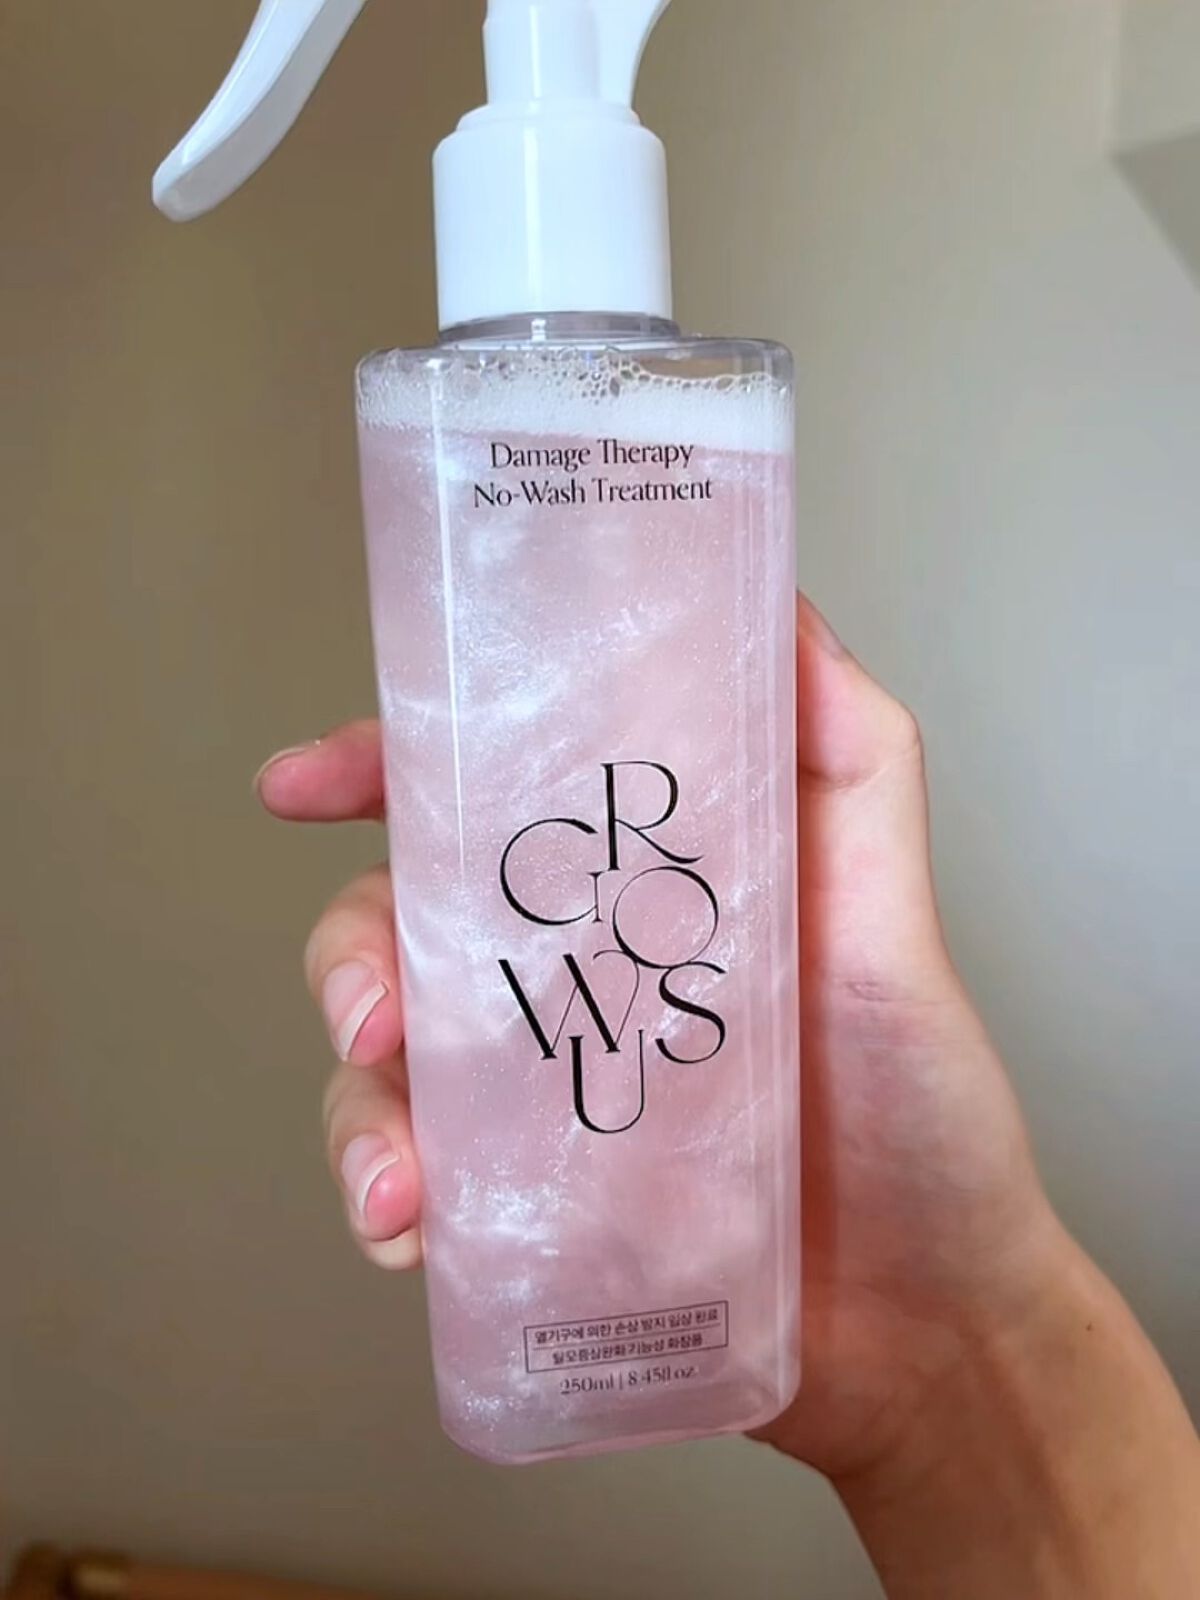 Damage Therapy
No-Wash Treatment
GROWUS
열기구에 의한 손상 방지 임상 완료
탈모증상완화 기능성 화장품
250ml | 8.45fl oz.